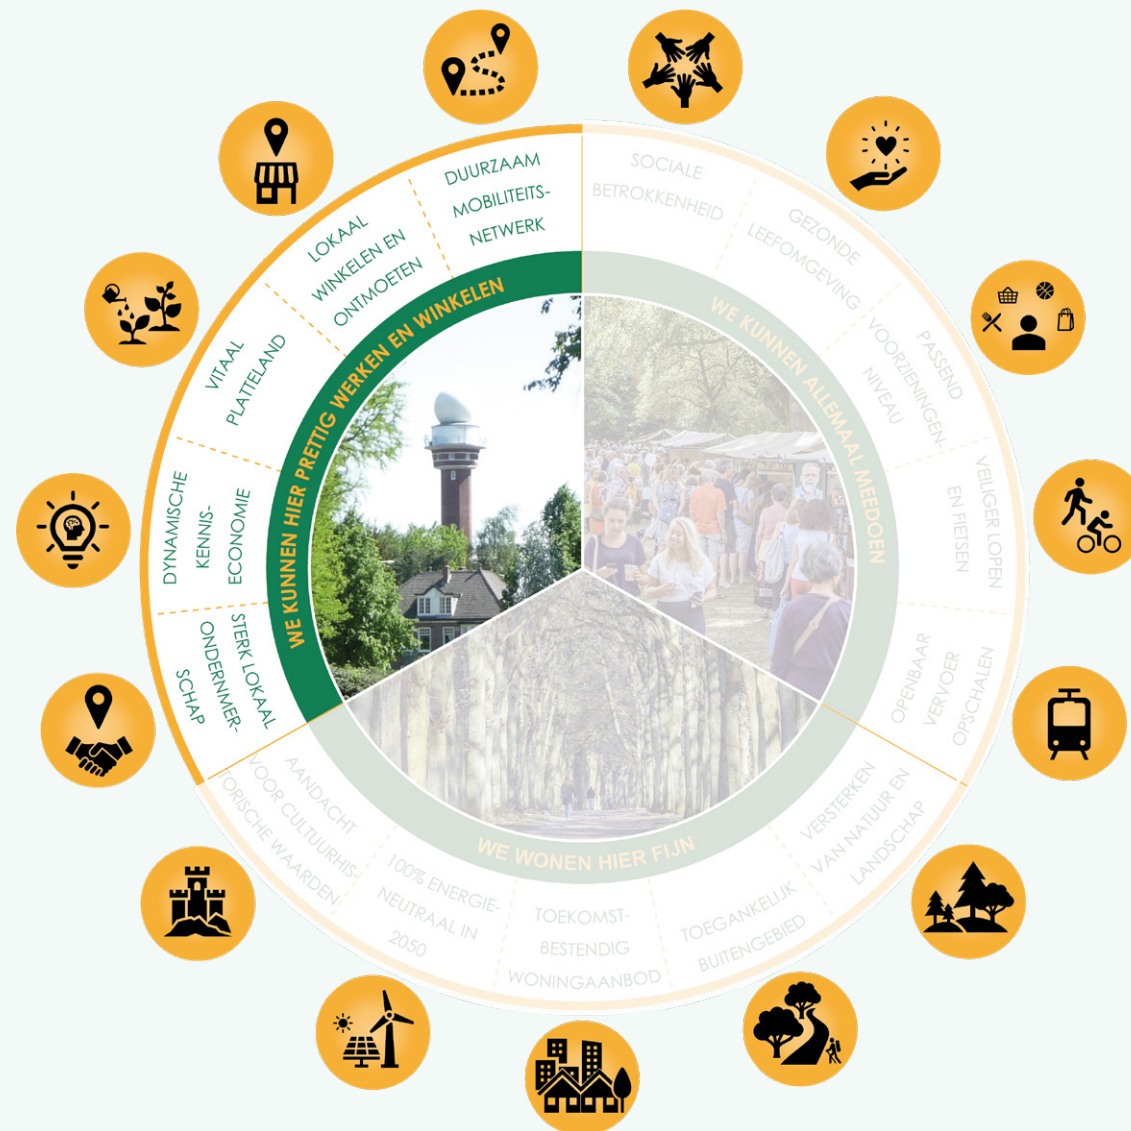 DUURZAAM
MOBILITEITS-
NETWERK
LOKAAL
WINKELEN EN
ONTMOETEN
VITAAL
PLATTELAND
DYNAMISCHE
KENNIS-
ECONOMIE
STERK LOKAAL
ONDERNMER-
SCHAP
WE KUNNEN HIER PRETTIG WERKEN EN WINKELEN
SOCIALE
BETROKKENHEID
GEZONDE
LEEFOMGEVING
PASSEND
VOORZIENINGEN-
NIVEAU
VEILIGER LOPEN
EN FIETSEN
OPENBAAR
VERVOER
OPSCHALEN
WE KUNNEN ALLEMAAL MEEDOEN
VERSTERKEN
VAN NATUUR EN
LANDSCHAP
TOEGANKELIJK
BUITENGEBIED
TOEKOMST-
BESTENDIG
WONINGAANBOD
100% ENERGIE-
NEUTRAAL IN
2050
AANDACHT
VOOR CULTUURHIS-
TORISCHE WAARDEN
WE WONEN HIER FIJN